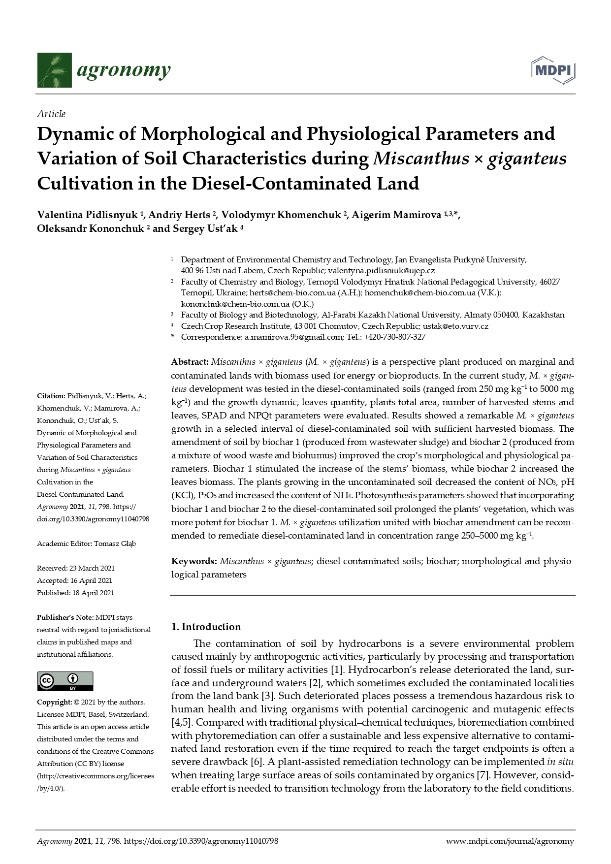 agronomy
MDPI
Article
Dynamic of Morphological and Physiological Parameters and
Variation of Soil Characteristics during Miscanthus × giganteus
Cultivation in the Diesel-Contaminated Land
Valentina Pidlisnyuk 1, Andriy Herts 2, Volodymyr Khomenchuk 2, Aigerim Mamirova 1,3,*,
Oleksandr Kononchuk 2 and Sergey Ust'ak 4
1 Department of Environmental Chemistry and Technology, Jan Evangelista Purkyně University,
400 96 Usti nad Labem, Czech Republic; valentyna.pidlisniuk@ujep.cz
2 Faculty of Chemistry and Biology, Ternopil Volodymyr Hnatiuk National Pedagogical University, 46027
Ternopil, Ukraine; herts@chem-bio.com.ua (A.H.); homenchuk@chem-bio.com.ua (V.K.);
kononchuk@chem-bio.com.ua (O.K.)
3 Faculty of Biology and Biotechnology, Al-Farabi Kazakh National University, Almaty 050400, Kazakhstan
4 Czech Crop Research Institute, 43 001 Chomutov, Czech Republic; ustak@eto.vurv.cz
* Correspondence: a.mamirova.95@gmail.com; Tel.: +420-730-807-327
Abstract: Miscanthus × giganteus (M. × giganteus) is a perspective plant produced on marginal and
contaminated lands with biomass used for energy or bioproducts. In the current study, M. × gigan-
teus development was tested in the diesel-contaminated soils (ranged from 250 mg kg−1 to 5000 mg
kg−1) and the growth dynamic, leaves quantity, plants total area, number of harvested stems and
leaves, SPAD and NPQt parameters were evaluated. Results showed a remarkable M. × giganteus
growth in a selected interval of diesel-contaminated soil with sufficient harvested biomass. The
amendment of soil by biochar 1 (produced from wastewater sludge) and biochar 2 (produced from
a mixture of wood waste and biohumus) improved the crop's morphological and physiological pa-
rameters. Biochar 1 stimulated the increase of the stems' biomass, while biochar 2 increased the
leaves biomass. The plants growing in the uncontaminated soil decreased the content of NO3, pH
(KCl), P2O5 and increased the content of NH4. Photosynthesis parameters showed that incorporating
biochar 1 and biochar 2 to the diesel-contaminated soil prolonged the plants' vegetation, which was
more potent for biochar 1. M. × giganteus utilization united with biochar amendment can be recom-
mended to remediate diesel-contaminated land in concentration range 250–5000 mg kg−1.
Keywords: Miscanthus × giganteus; diesel contaminated soils; biochar; morphological and physio-
logical parameters
Citation: Pidlisnyuk, V.; Herts, A.;
Khomenchuk, V.; Mamirova, A.;
Kononchuk, O.; Ust'ak, S.
Dynamic of Morphological and
Physiological Parameters and
Variation of Soil Characteristics
during Miscanthus × giganteus
Cultivation in the
Diesel-Contaminated Land.
Agronomy 2021, 11, 798. https://
doi.org/10.3390/agronomy11040798
Academic Editor: Tomasz Głąb
Received: 23 March 2021
Accepted: 16 April 2021
Published: 18 April 2021
Publisher's Note: MDPI stays
neutral with regard to jurisdictional
claims in published maps and
institutional affiliations.
CC BY
Copyright: © 2021 by the authors.
Licensee MDPI, Basel, Switzerland.
This article is an open access article
distributed under the terms and
conditions of the Creative Commons
Attribution (CC BY) license
(http://creativecommons.org/licenses
/by/4.0/).
1. Introduction
The contamination of soil by hydrocarbons is a severe environmental problem
caused mainly by anthropogenic activities, particularly by processing and transportation
of fossil fuels or military activities [1]. Hydrocarbon's release deteriorated the land, sur-
face and underground waters [2], which sometimes excluded the contaminated localities
from the land bank [3]. Such deteriorated places possess a tremendous hazardous risk to
human health and living organisms with potential carcinogenic and mutagenic effects
[4,5]. Compared with traditional physical–chemical techniques, bioremediation combined
with phytoremediation can offer a sustainable and less expensive alternative to contami-
nated land restoration even if the time required to reach the target endpoints is often a
severe drawback [6]. A plant-assisted remediation technology can be implemented in situ
when treating large surface areas of soils contaminated by organics [7]. However, consid-
erable effort is needed to transition technology from the laboratory to the field conditions.
Agronomy 2021, 11, 798. https://doi.org/10.3390/agronomy11040798
www.mdpi.com/journal/agronomy